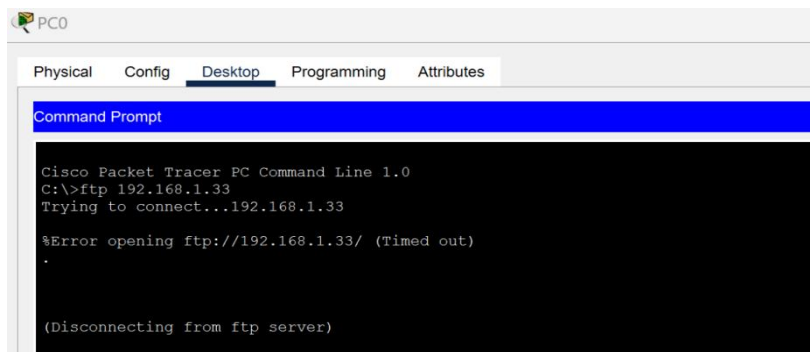 PC0
Physical Config Desktop Programming Attributes
Command Prompt
Cisco Packet Tracer PC Command Line 1.0
C:\>ftp 192.168.1.33
Trying to connect...192.168.1.33
%Error opening ftp://192.168.1.33/ (Timed out)
.
(Disconnecting from ftp server)